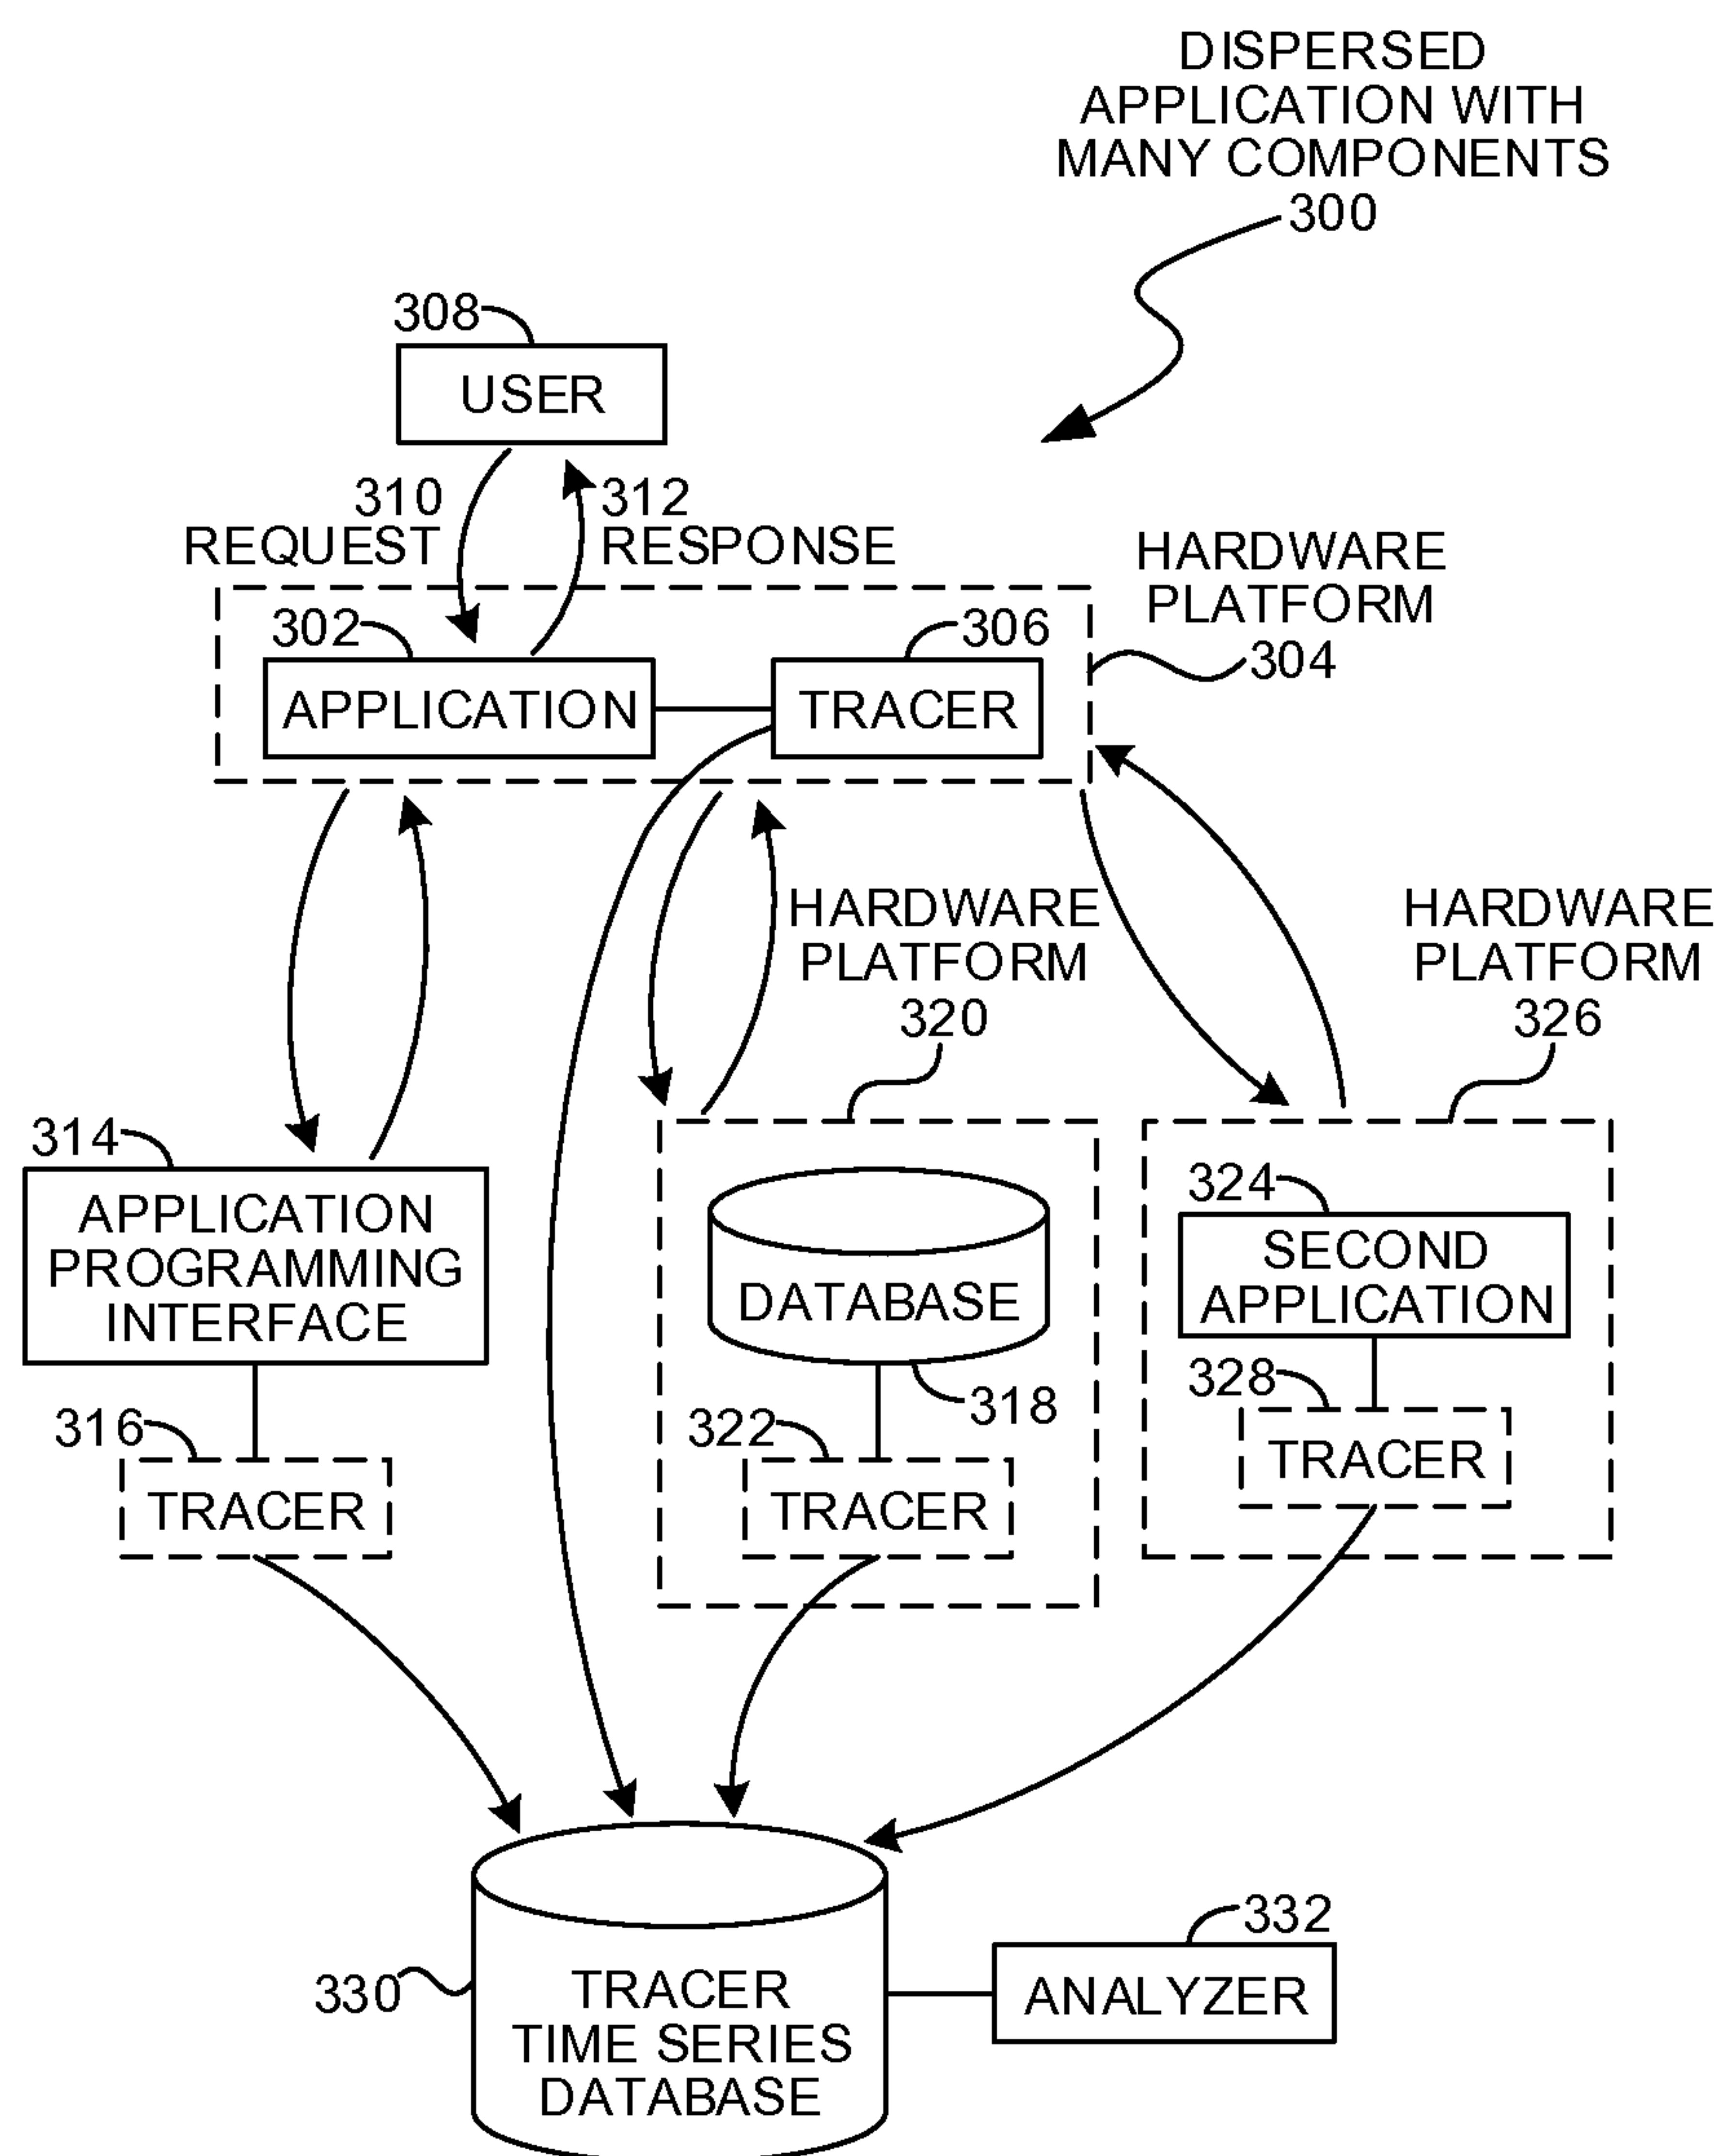 DISPERSED
APPLICATION WITH
MANY COMPONENTS
300
308
USER
310
REQUEST
312
RESPONSE
HARDWARE
PLATFORM
304
302
APPLICATION
306
TRACER
HARDWARE
PLATFORM
320
HARDWARE
PLATFORM
326
314
APPLICATION
PROGRAMMING
INTERFACE
316
TRACER
DATABASE
318
322
TRACER
324
SECOND
APPLICATION
328
TRACER
330
TRACER
TIME SERIES
DATABASE
332
ANALYZER